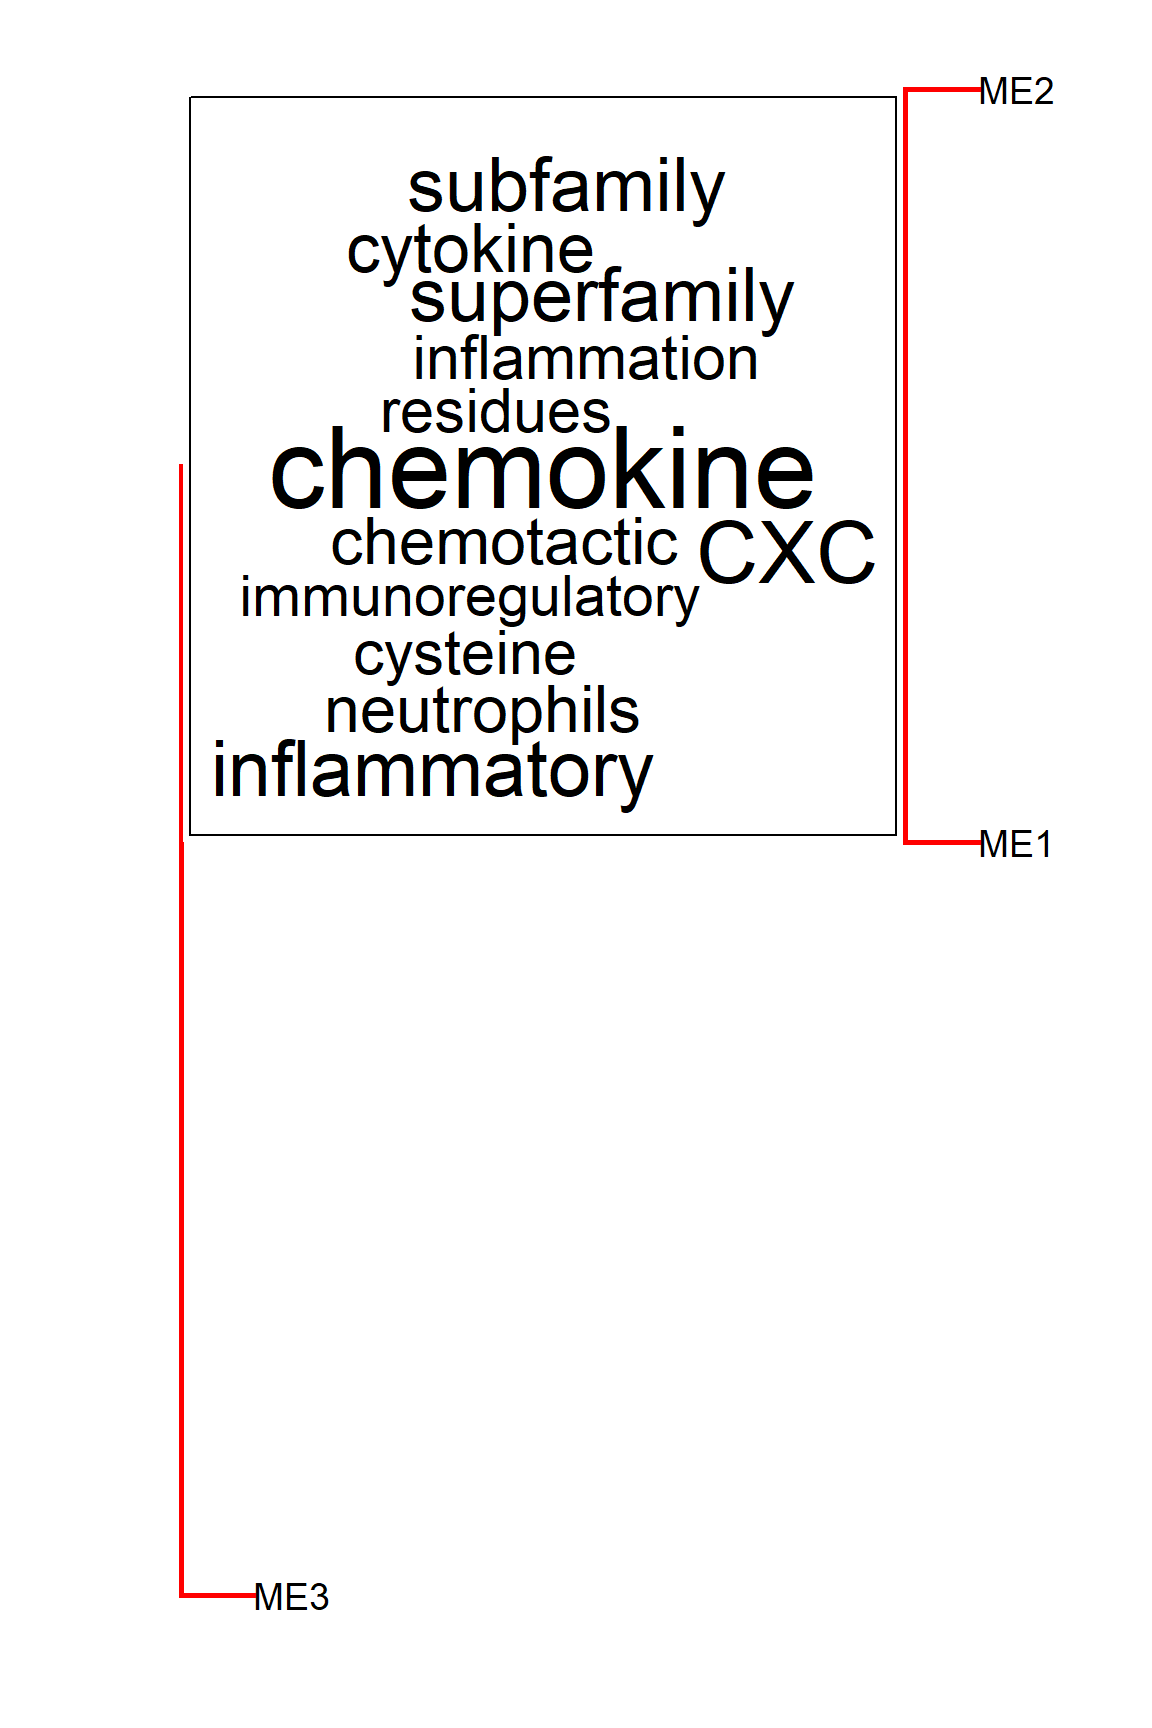 ME2
subfamily
cytokine
superfamily
inflammation
residues
chemokine
chemotactic CXC
immunoregulatory
cysteine
neutrophils
inflammatory
ME1
ME3